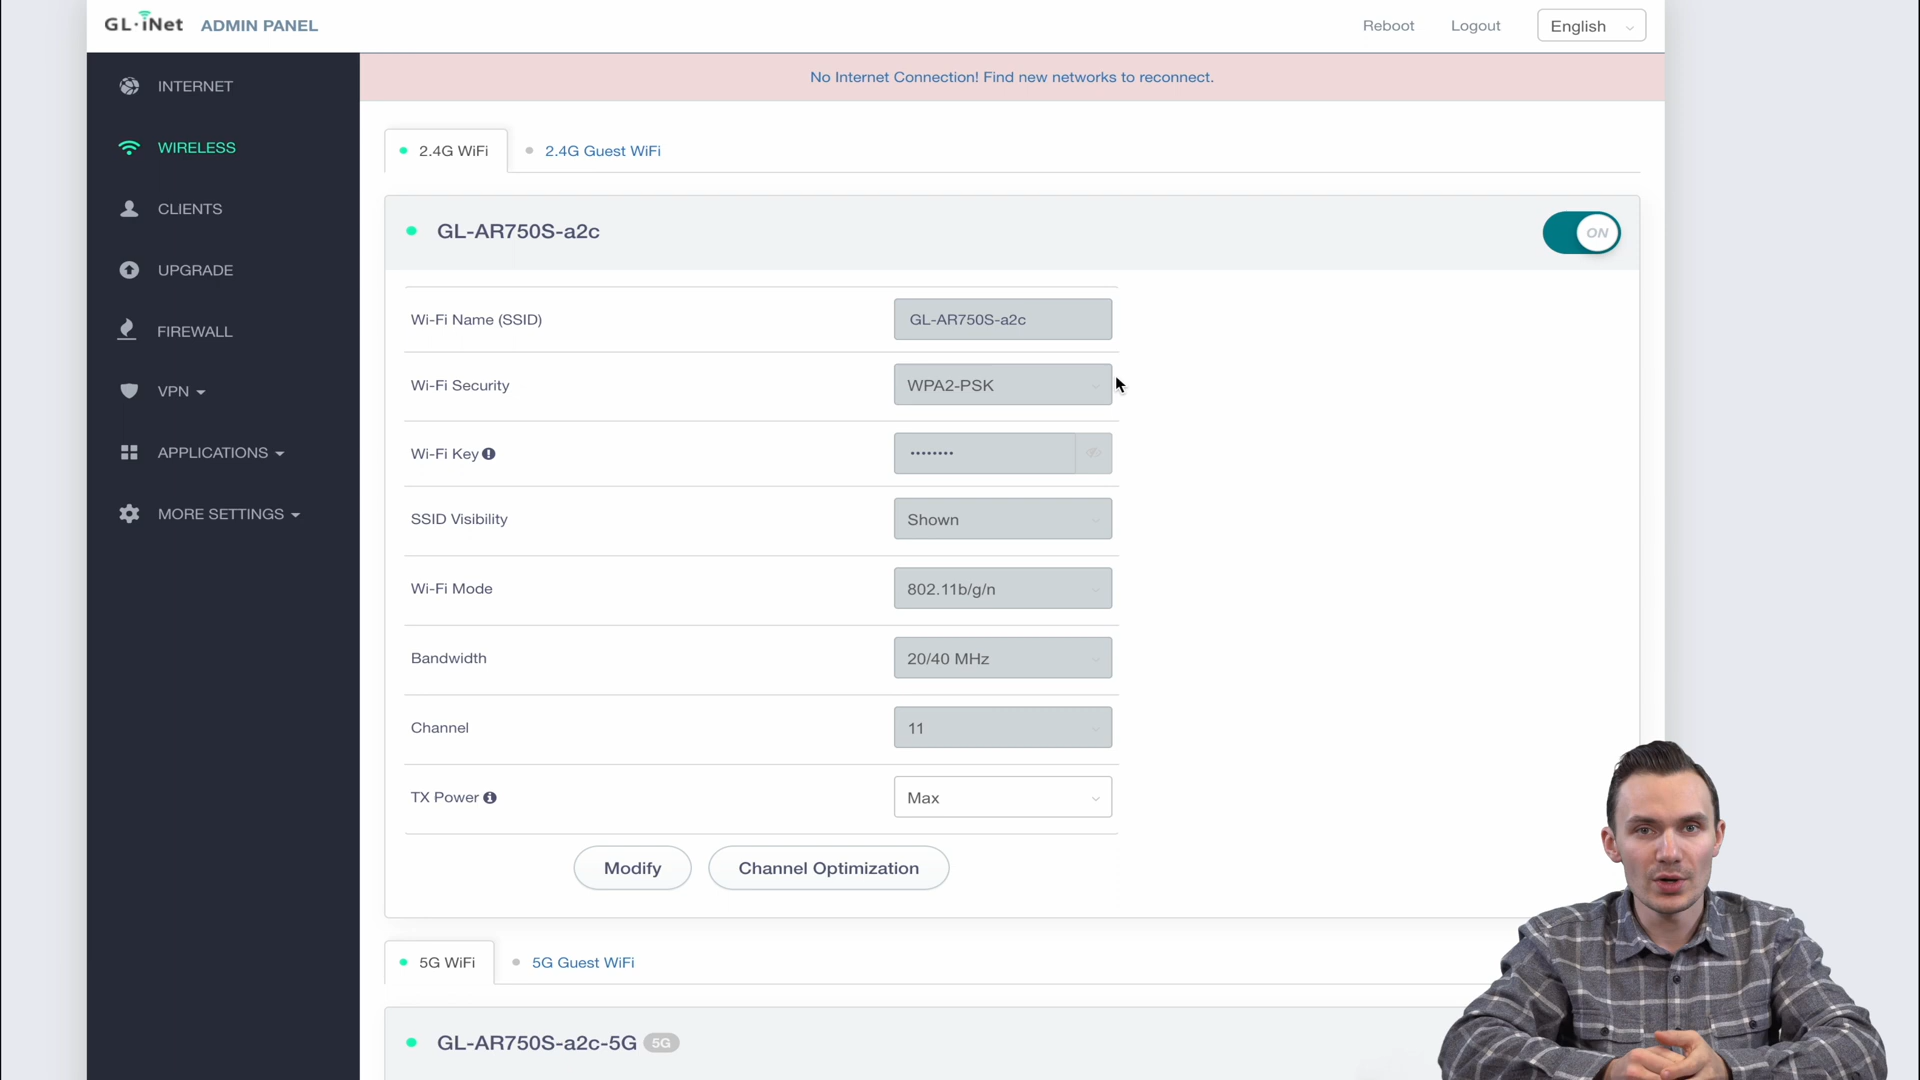 GL·iNet ADMIN PANEL
Reboot
Logout
English
INTERNET
WIRELESS
CLIENTS
UPGRADE
FIREWALL
VPN
APPLICATIONS
MORE SETTINGS
No Internet Connection! Find new networks to reconnect.
2.4G WiFi
2.4G Guest WiFi
GL-AR750S-a2c
ON
Wi-Fi Name (SSID)
GL-AR750S-a2c
Wi-Fi Security
WPA2-PSK
Wi-Fi Key
••••••••
SSID Visibility
Shown
Wi-Fi Mode
802.11b/g/n
Bandwidth
20/40 MHz
Channel
11
TX Power
Max
Modify
Channel Optimization
5G WiFi
5G Guest WiFi
GL-AR750S-a2c-5G 5G